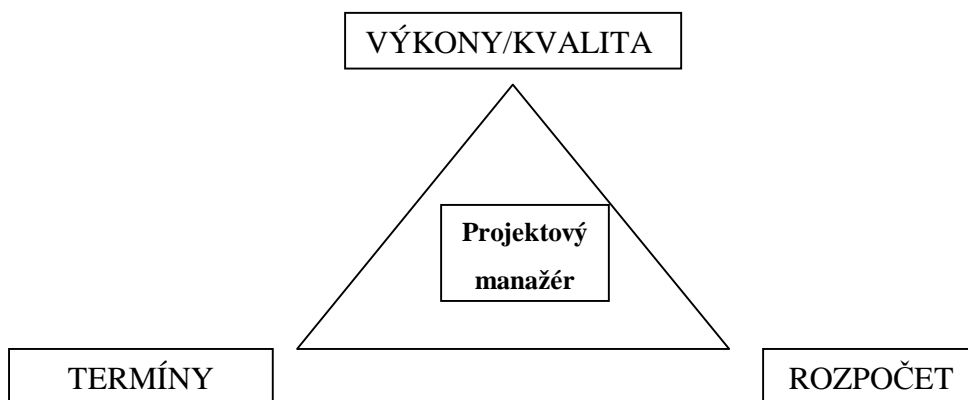 VÝKONY/KVALITA
Projektový
manažér
TERMÍNY
ROZPOČET